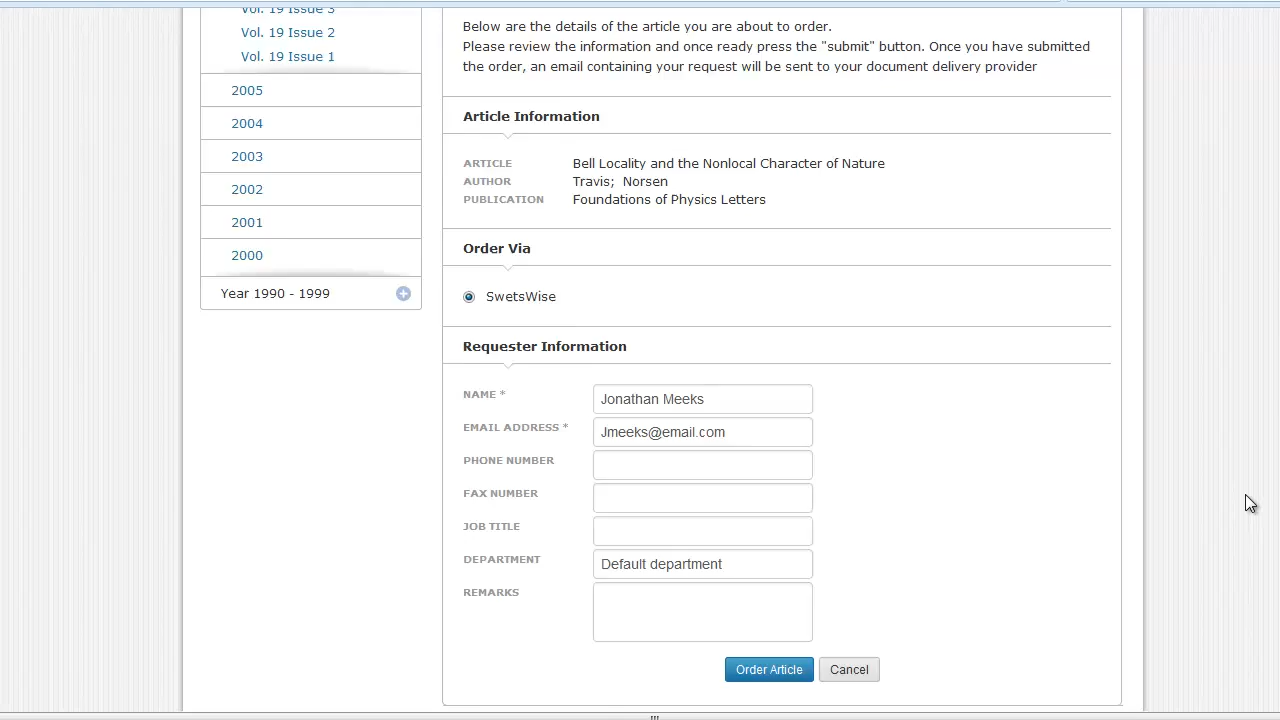 Vol. 19 Issue 3
Vol. 19 Issue 2
Vol. 19 Issue 1
2005
2004
2003
2002
2001
2000
Year 1990 - 1999
Below are the details of the article you are about to order.
Please review the information and once ready press the "submit" button. Once you have submitted
the order, an email containing your request will be sent to your document delivery provider
Article Information
ARTICLE Bell Locality and the Nonlocal Character of Nature
AUTHOR Travis; Norsen
PUBLICATION Foundations of Physics Letters
Order Via
SwetsWise
Requester Information
NAME * Jonathan Meeks
EMAIL ADDRESS * Jmeeks@email.com
PHONE NUMBER
FAX NUMBER
JOB TITLE
DEPARTMENT Default department
REMARKS
Order Article Cancel